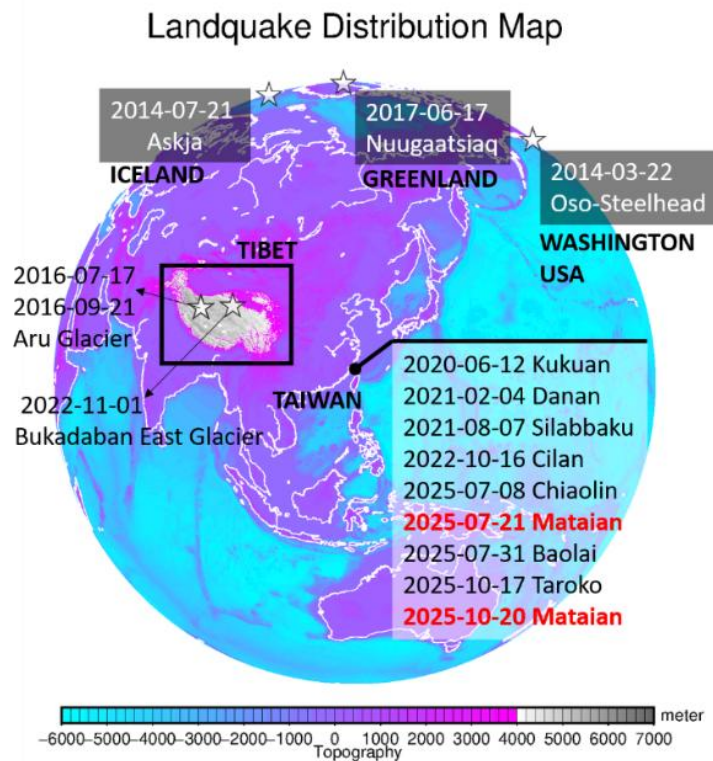 Landquake Distribution Map
2014-07-21
Askja
ICELAND
2017-06-17
Nuugaatsiaq
GREENLAND
2014-03-22
Oso-Steelhead
WASHINGTON
USA
TIBET
2016-07-17
2016-09-21
Aru Glacier
2022-11-01
Bukadaban East Glacier
TAIWAN
2020-06-12 Kukuan
2021-02-04 Danan
2021-08-07 Silabbaku
2022-10-16 Cilan
2025-07-08 Chiaolin
2025-07-21 Mataian
2025-07-31 Baolai
2025-10-17 Taroko
2025-10-20 Mataian
meter
−6000−5000−4000−3000−2000−1000 0 1000 2000 3000 4000 5000 6000 7000
Topography